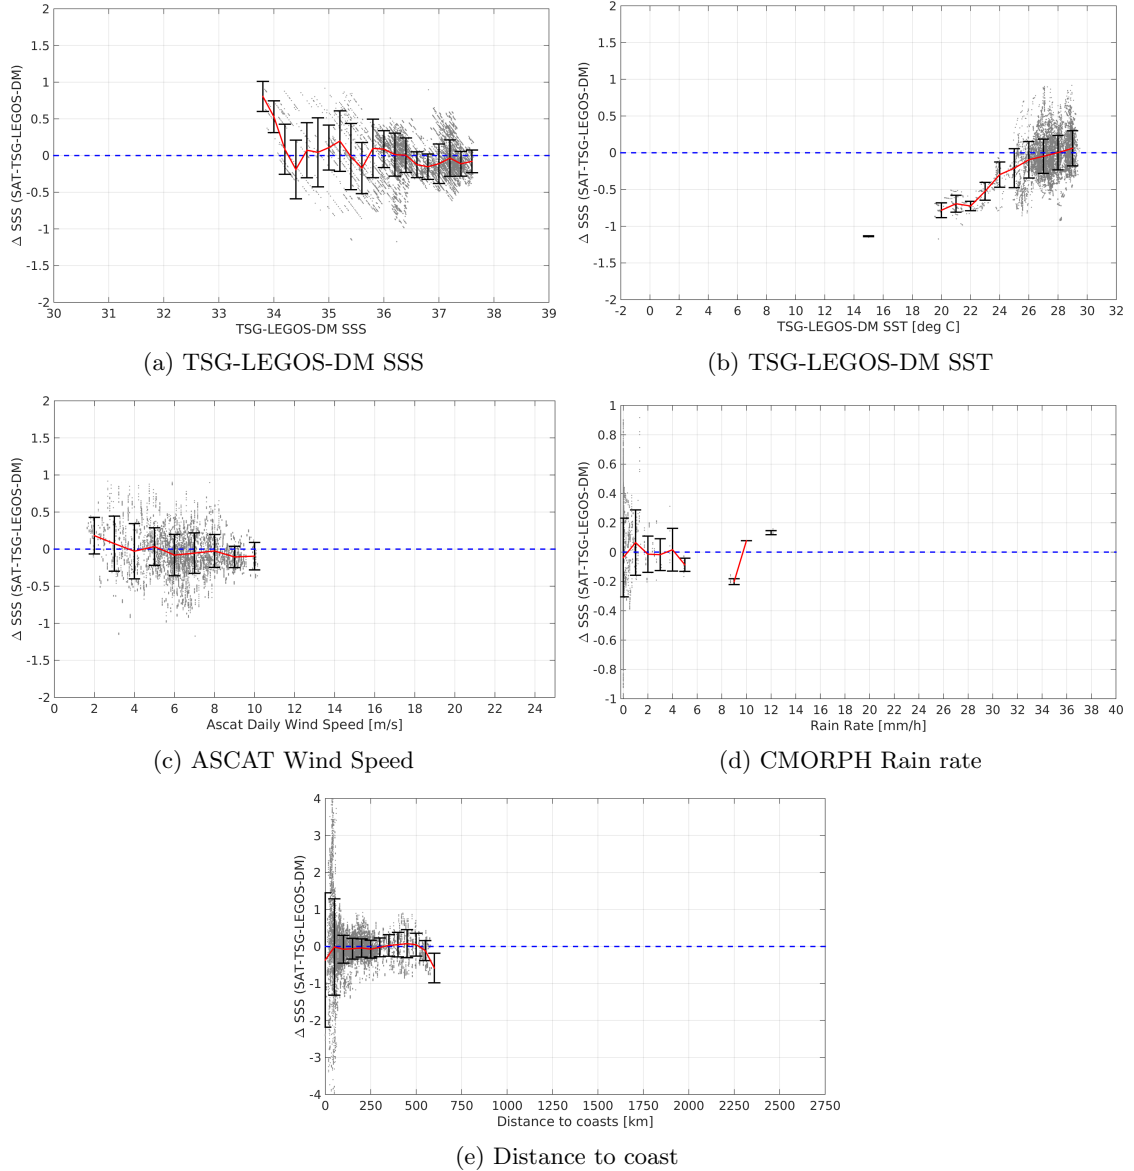 2
1.5
1
0.5
0
-0.5
-1
-1.5
-2
30 31 32 33 34 35 36 37 38 39
Δ SSS (SAT-TSG-LEGOS-DM)
TSG-LEGOS-DM SSS
(a) TSG-LEGOS-DM SSS
2
1.5
1
0.5
0
-0.5
-1
-1.5
-2
-2 0 2 4 6 8 10 12 14 16 18 20 22 24 26 28 30 32
Δ SSS (SAT-TSG-LEGOS-DM)
TSG-LEGOS-DM SST [deg C]
(b) TSG-LEGOS-DM SST
2
1.5
1
0.5
0
-0.5
-1
-1.5
-2
0 2 4 6 8 10 12 14 16 18 20 22 24
Δ SSS (SAT-TSG-LEGOS-DM)
Ascat Daily Wind Speed [m/s]
(c) ASCAT Wind Speed
1
0.8
0.6
0.4
0.2
0
-0.2
-0.4
-0.6
-0.8
-1
0 2 4 6 8 10 12 14 16 18 20 22 24 26 28 30 32 34 36 38 40
Δ SSS (SAT-TSG-LEGOS-DM)
Rain Rate [mm/h]
(d) CMORPH Rain rate
4
3
2
1
0
-1
-2
-3
-4
0 250 500 750 1000 1250 1500 1750 2000 2250 2500 2750
Δ SSS (SAT-TSG-LEGOS-DM)
Distance to coasts [km]
(e) Distance to coast